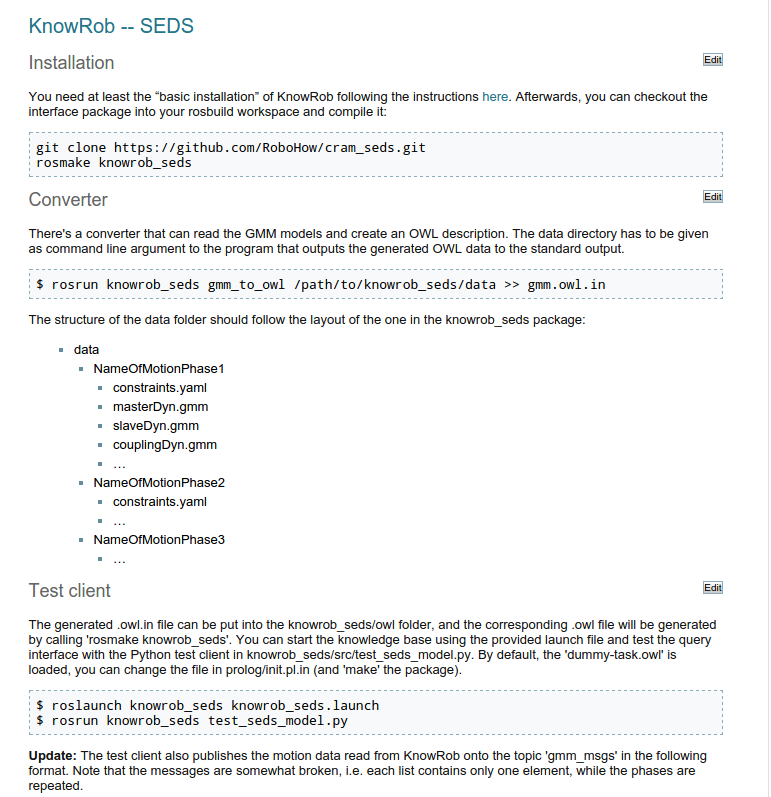 KnowRob -- SEDS
Installation
Edit
You need at least the “basic installation” of KnowRob following the instructions here. Afterwards, you can checkout the
interface package into your rosbuild workspace and compile it:
git clone https://github.com/RoboHow/cram_seds.git
rosmake knowrob_seds
Converter
Edit
There's a converter that can read the GMM models and create an OWL description. The data directory has to be given
as command line argument to the program that outputs the generated OWL data to the standard output.
$ rosrun knowrob_seds gmm_to_owl /path/to/knowrob_seds/data >> gmm.owl.in
The structure of the data folder should follow the layout of the one in the knowrob_seds package:
data
NameOfMotionPhase1
constraints.yaml
masterDyn.gmm
slaveDyn.gmm
couplingDyn.gmm
…
NameOfMotionPhase2
constraints.yaml
…
NameOfMotionPhase3
…
Test client
Edit
The generated .owl.in file can be put into the knowrob_seds/owl folder, and the corresponding .owl file will be generated
by calling 'rosmake knowrob_seds'. You can start the knowledge base using the provided launch file and test the query
interface with the Python test client in knowrob_seds/src/test_seds_model.py. By default, the 'dummy-task.owl' is
loaded, you can change the file in prolog/init.pl.in (and 'make' the package).
$ roslaunch knowrob_seds knowrob_seds.launch
$ rosrun knowrob_seds test_seds_model.py
Update: The test client also publishes the motion data read from KnowRob onto the topic 'gmm_msgs' in the following
format. Note that the messages are somewhat broken, i.e. each list contains only one element, while the phases are
repeated.